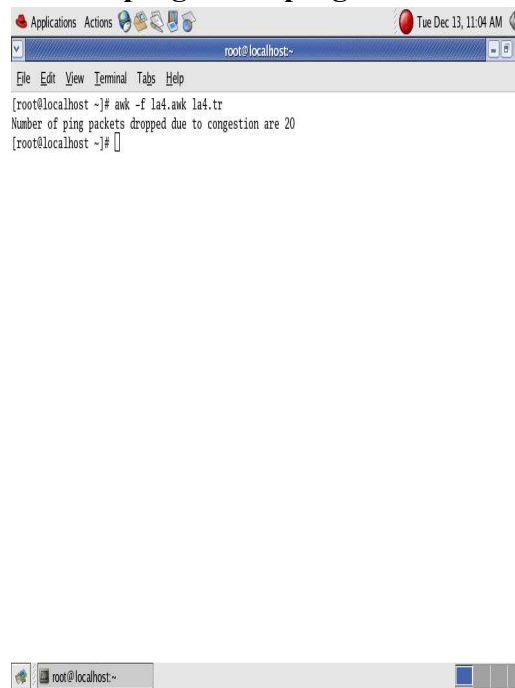 Applications Actions Tue Dec 13, 11:04 AM
root@localhost:~
File Edit View Terminal Tabs Help
[root@localhost ~]# awk -f la4.awk la4.tr
Number of ping packets dropped due to congestion are 20
[root@localhost ~]#
root@localhost:~